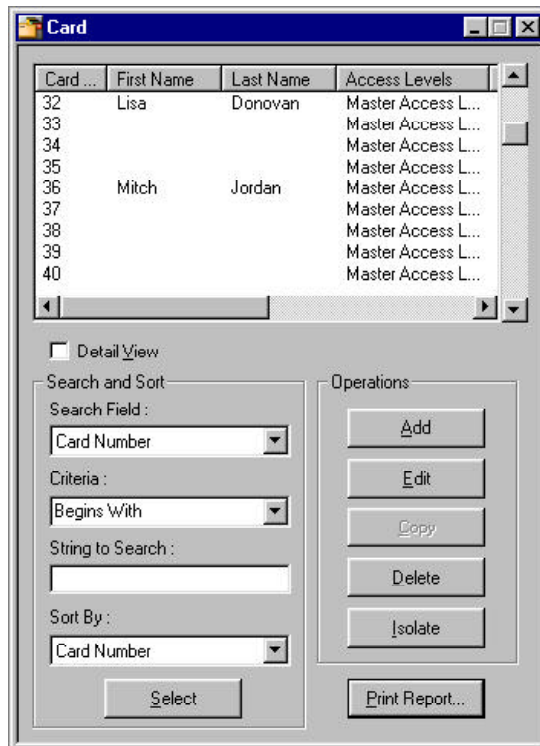 Card
Card ... First Name Last Name Access Levels
32 Lisa Donovan Master Access L...
33 Master Access L...
34 Master Access L...
35 Master Access L...
36 Mitch Jordan Master Access L...
37 Master Access L...
38 Master Access L...
39 Master Access L...
40 Master Access L...
Detail View
Search and Sort
Search Field :
Card Number
Criteria :
Begins With
String to Search :
Sort By :
Card Number
Select
Operations
Add
Edit
Copy
Delete
Isolate
Print Report...